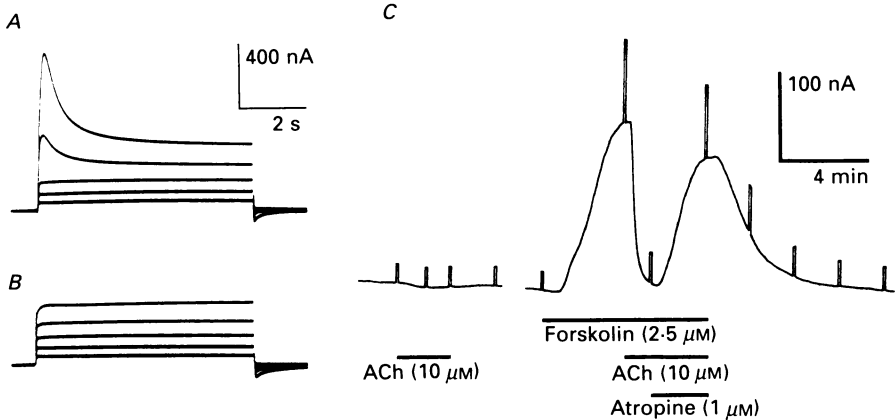 A
400 nA
2 s
B
C
100 nA
4 min
Forskolin (2·5 μM)
ACh (10 μM)
ACh (10 μM)
Atropine (1 μM)